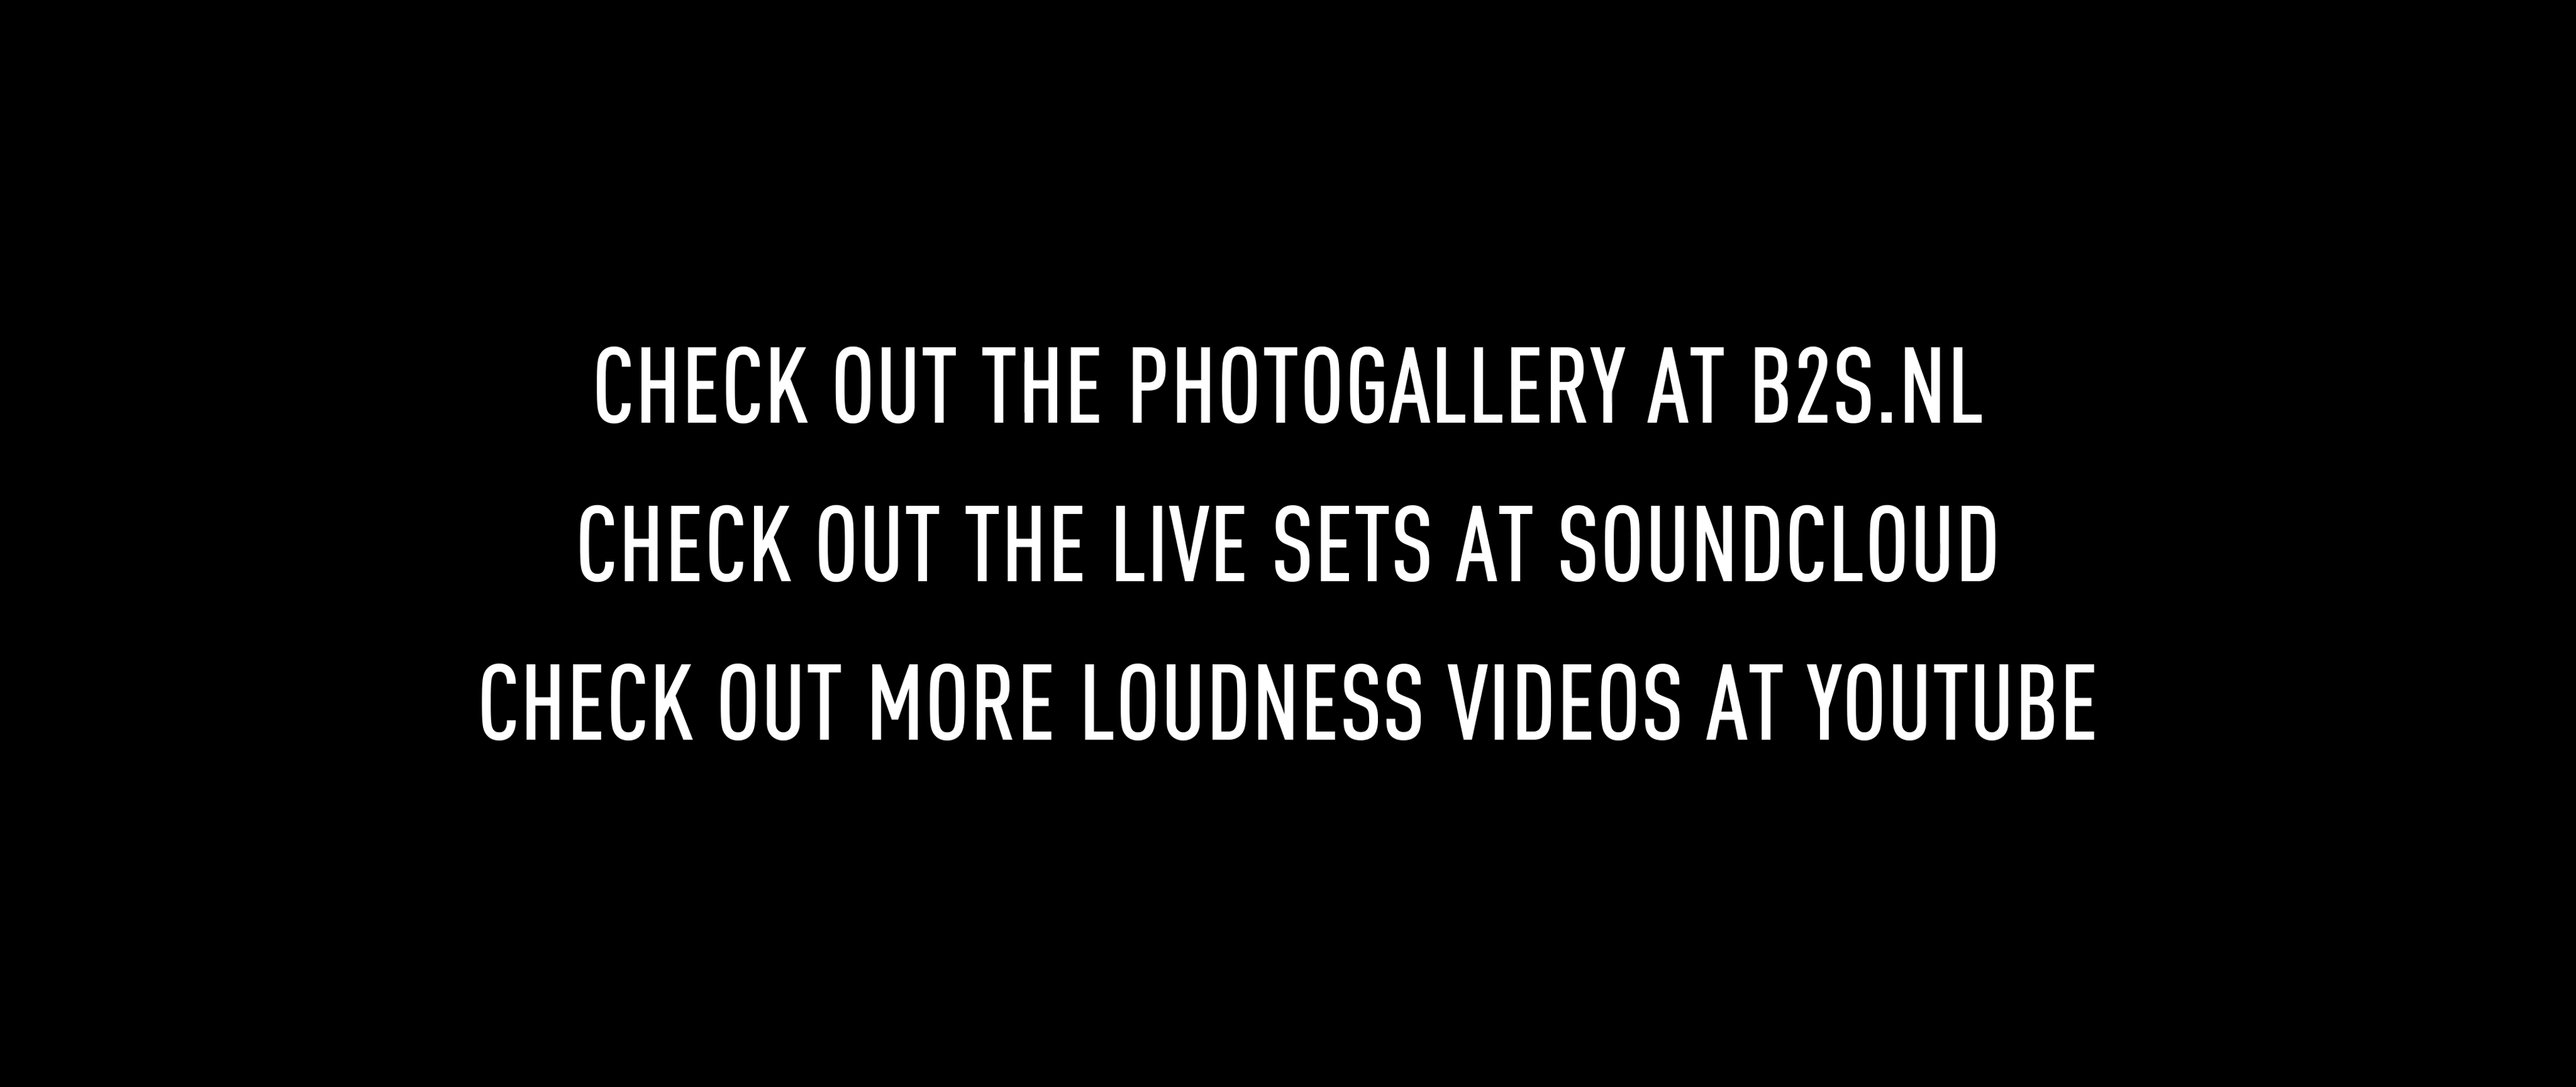 CHECK OUT THE PHOTOGALLERY AT B2S.NL
CHECK OUT THE LIVE SETS AT SOUNDCLOUD
CHECK OUT MORE LOUDNESS VIDEOS AT YOUTUBE